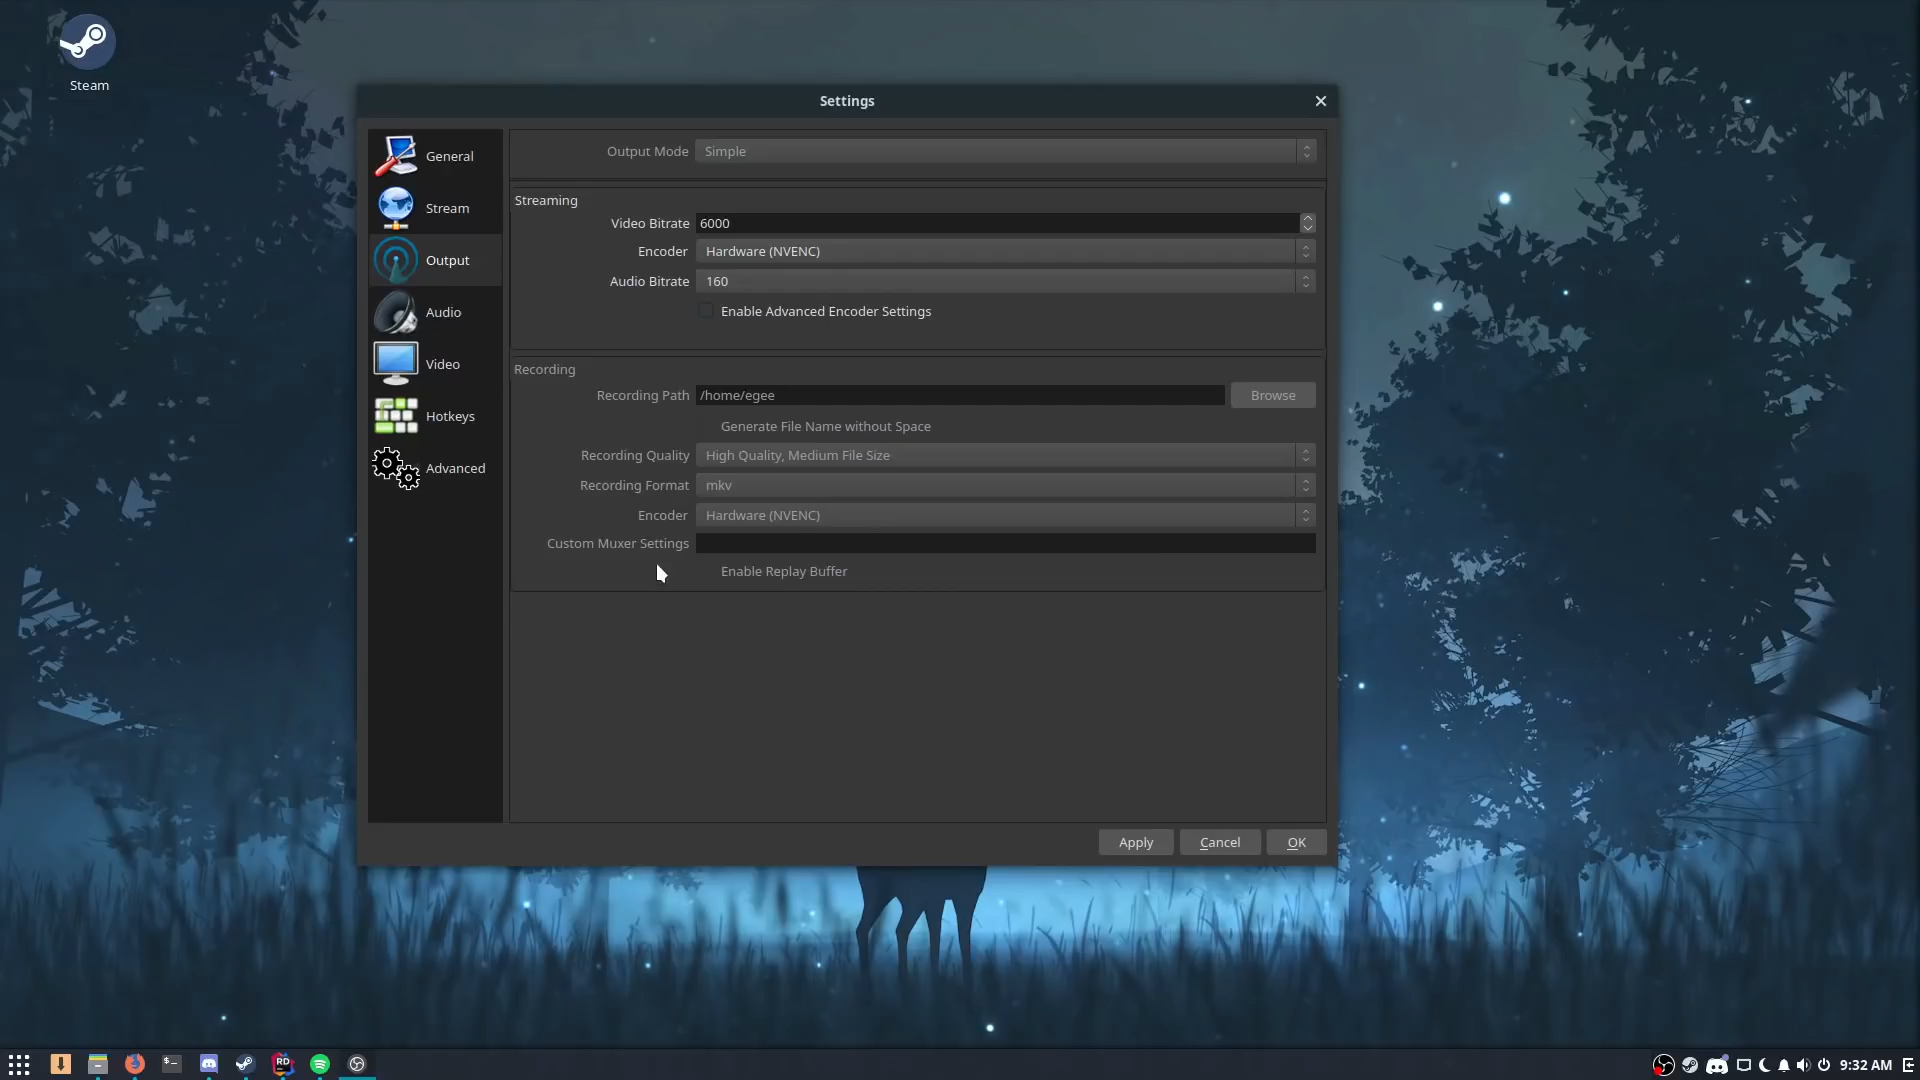 Steam
Settings
General
Stream
Output
Audio
Video
Hotkeys
Advanced
Output Mode Simple
Streaming
Video Bitrate 6000
Encoder Hardware (NVENC)
Audio Bitrate 160
Enable Advanced Encoder Settings
Recording
Recording Path /home/egee Browse
Generate File Name without Space
Recording Quality High Quality, Medium File Size
Recording Format mkv
Encoder Hardware (NVENC)
Custom Muxer Settings
Enable Replay Buffer
Apply Cancel OK
RD
9:32 AM